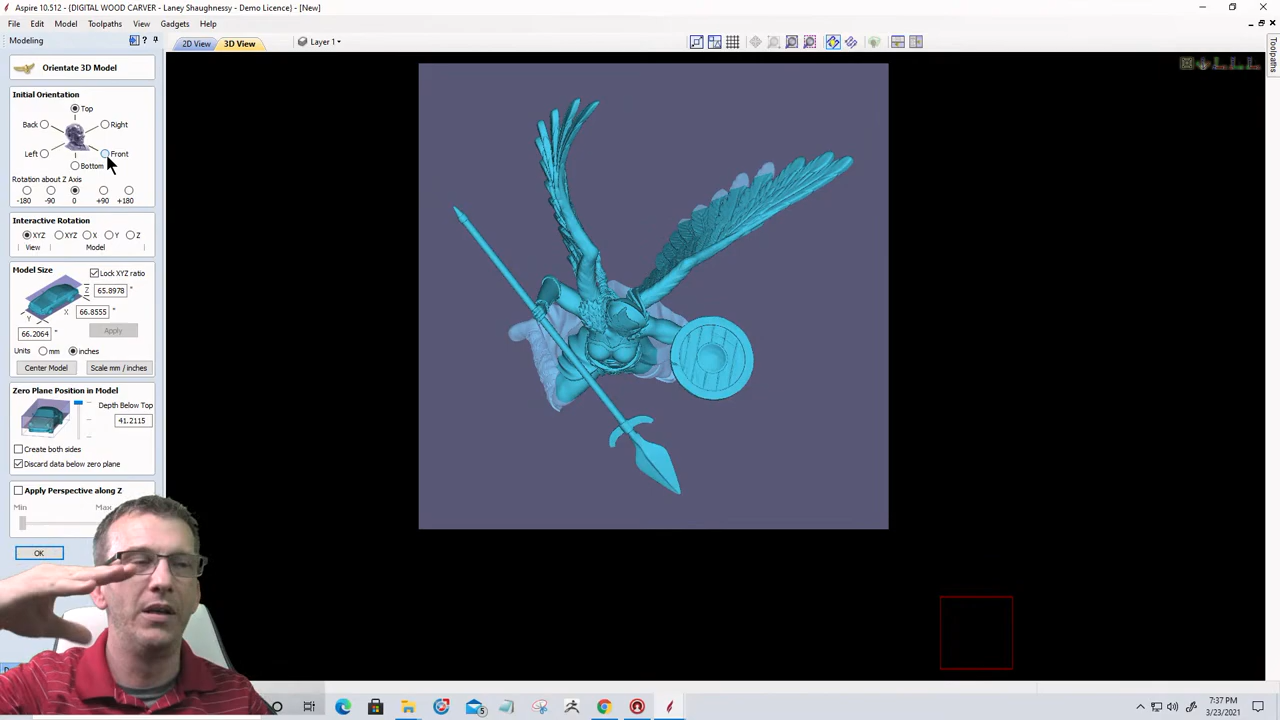 Aspire 10.512 - (DIGITAL WOOD CARVER - Laney Shaughnessy - Demo Licence) - [New]
File Edit Model Toolpaths View Gadgets Help
Modeling
2D View 3D View Layer 1
Toolpaths
Orientate 3D Model
Initial Orientation
Top
Back Right
Left Front
Bottom
Rotation about Z Axis
-180 -90 0 +90 +180
Interactive Rotation
XYZ XYZ X Y Z
View Model
Model Size
Lock XYZ ratio
Z 65.8978 "
X 66.8555 "
Y
66.2064 " Apply
Units mm inches
Center Model Scale mm / inches
Zero Plane Position in Model
Depth Below Top
41.2115
Create both sides
Discard data below zero plane
Apply Perspective along Z
Min Max
OK
5
7:37 PM
3/23/2021